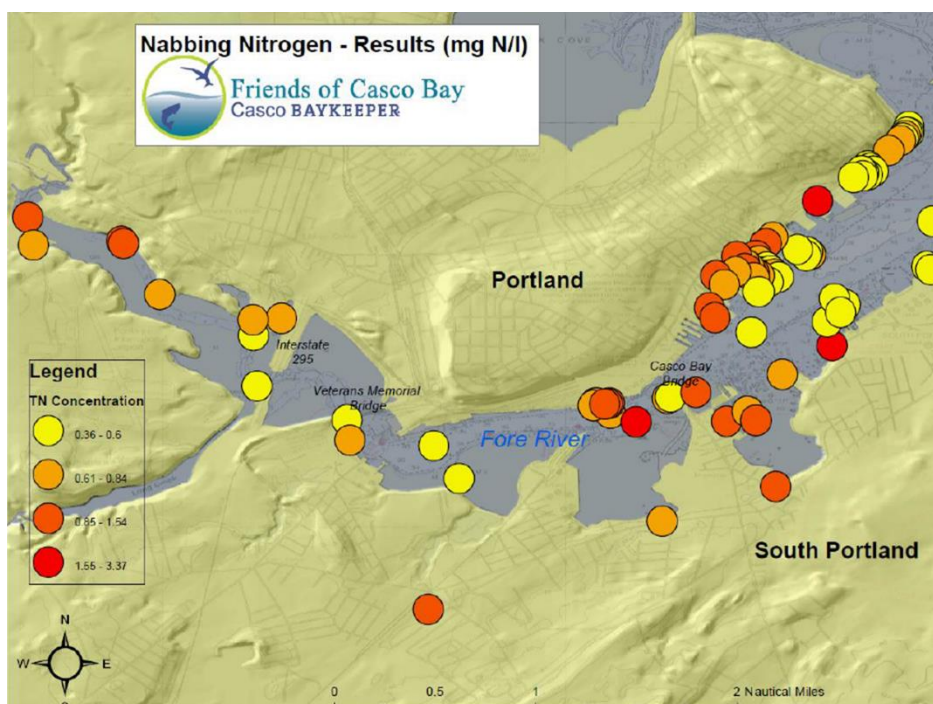 Nabbing Nitrogen - Results (mg N/l)
Friends of Casco Bay
Casco BAYKEEPER
Portland
Interstate
295
Legend
TN Concentration
0.36 - 0.6
0.61 - 0.84
0.85 - 1.54
1.55 - 3.37
Veterans Memorial
Bridge
Casco Bay
Bridge
Fore River
South Portland
N
W
E
0
0.5
1
2 Nautical Miles